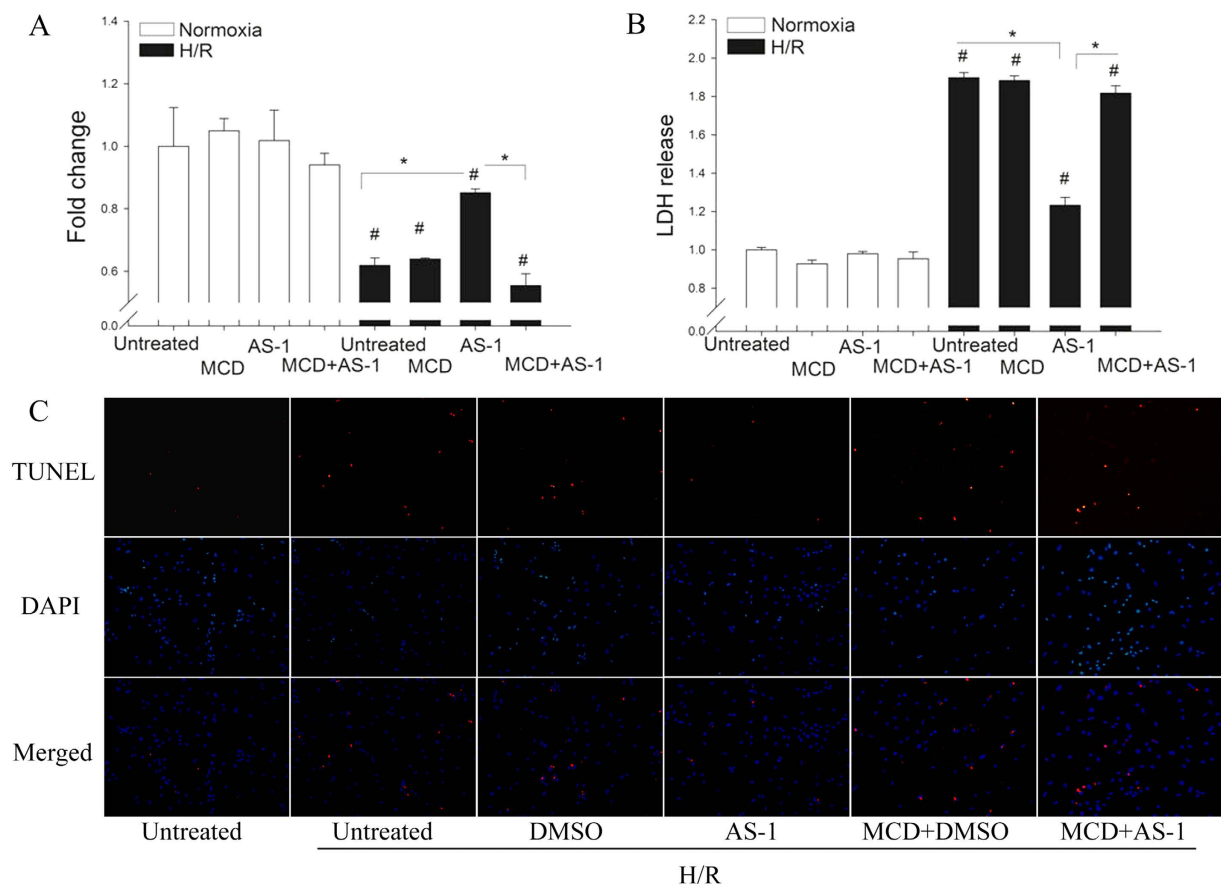 A
Normoxia
H/R
Fold change
1.4
1.2
1.0
0.8
0.6
0.0
*
*
#
#
#
#
Untreated
MCD
AS-1
MCD+AS-1
Untreated
MCD
AS-1
MCD+AS-1
B
Normoxia
H/R
LDH release
2.2
2.0
1.8
1.6
1.4
1.2
1.0
0.8
0.0
*
*
#
#
#
#
Untreated
MCD
AS-1
MCD+AS-1
Untreated
MCD
AS-1
MCD+AS-1
C
TUNEL
DAPI
Merged
Untreated
Untreated
DMSO
AS-1
MCD+DMSO
MCD+AS-1
H/R